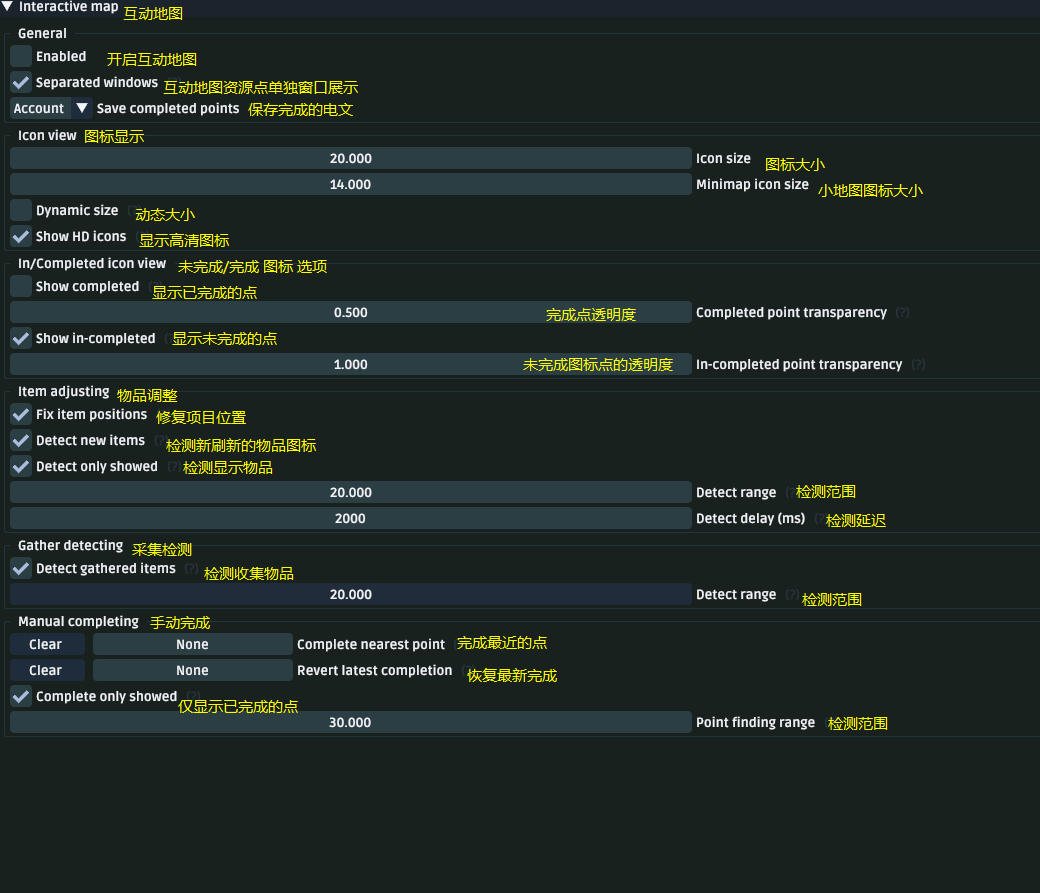 Interactive map 互动地图
General
Enabled 开启互动地图
Separated windows 互动地图资源点单独窗口展示
Account Save completed points 保存完成的电文
Icon view 图标显示
20.000 Icon size 图标大小
14.000 Minimap icon size 小地图图标大小
Dynamic size (?) 动态大小
Show HD icons 显示高清图标
In/Completed icon view 未完成/完成 图标 选项
Show completed 显示已完成的点
0.500 完成点透明度 Completed point transparency (?)
Show in-completed 显示未完成的点
1.000 未完成图标点的透明度 In-completed point transparency (?)
Item adjusting 物品调整
Fix item positions 修复项目位置
Detect new items (?) 检测新刷新的物品图标
Detect only showed (?) 检测显示物品
20.000 Detect range (?) 检测范围
2000 Detect delay (ms) (?) 检测延迟
Gather detecting 采集检测
Detect gathered items (?) 检测收集物品
20.000 Detect range (?) 检测范围
Manual completing 手动完成
Clear None Complete nearest point 完成最近的点
Clear None Revert latest completion (?) 恢复最新完成
Complete only showed (?) 仅显示已完成的点
30.000 Point finding range 检测范围